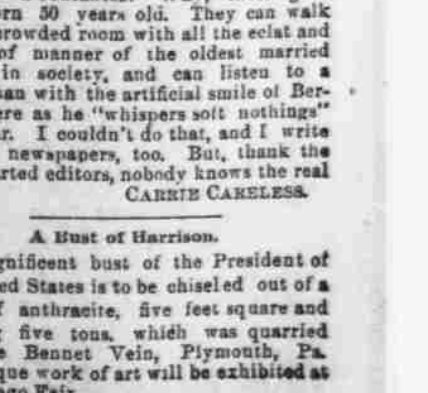 rn 50 years old. They can walk
crowded room with all the eclat and
of manner of the oldest married
in society, and can listen to a
an with the artificial smile of Ber-
ere as he "whispers soft nothings"
r. I couldn't do that, and I write
newspapers, too. But, thank the
rted editors, nobody knows the real
CARRIE CARELESS.
A Bust of Harrison.
gnificent bust of the President of
ed States is to be chiseled out of a
f anthracite, five feet square and
five tons, which was quarried
e Bennet Vein, Plymouth, Pa.
que work of art will be exhibited at
ago Fair.